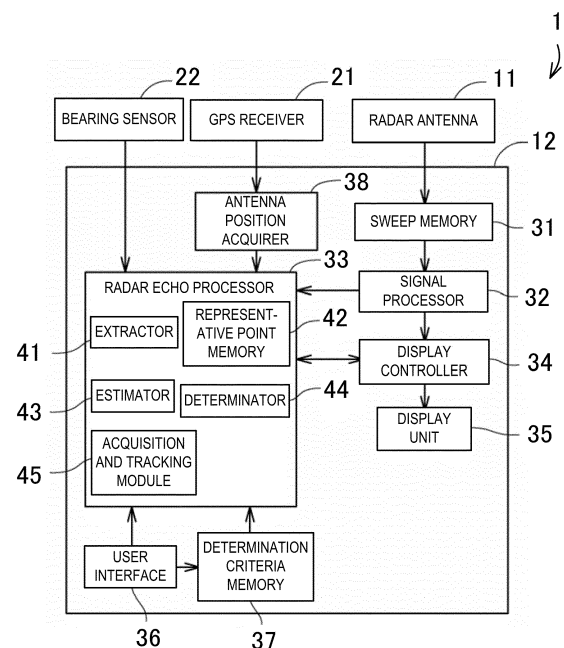 1
22
21
11
BEARING SENSOR
GPS RECEIVER
RADAR ANTENNA
12
38
ANTENNA
POSITION
ACQUIRER
SWEEP MEMORY
31
33
RADAR ECHO PROCESSOR
SIGNAL
PROCESSOR
32
41
EXTRACTOR
REPRESENT-
ATIVE POINT
MEMORY
42
DISPLAY
CONTROLLER
34
43
ESTIMATOR
DETERMINATOR
44
DISPLAY
UNIT
35
45
ACQUISITION
AND TRACKING
MODULE
USER
INTERFACE
36
DETERMINATION
CRITERIA
MEMORY
37